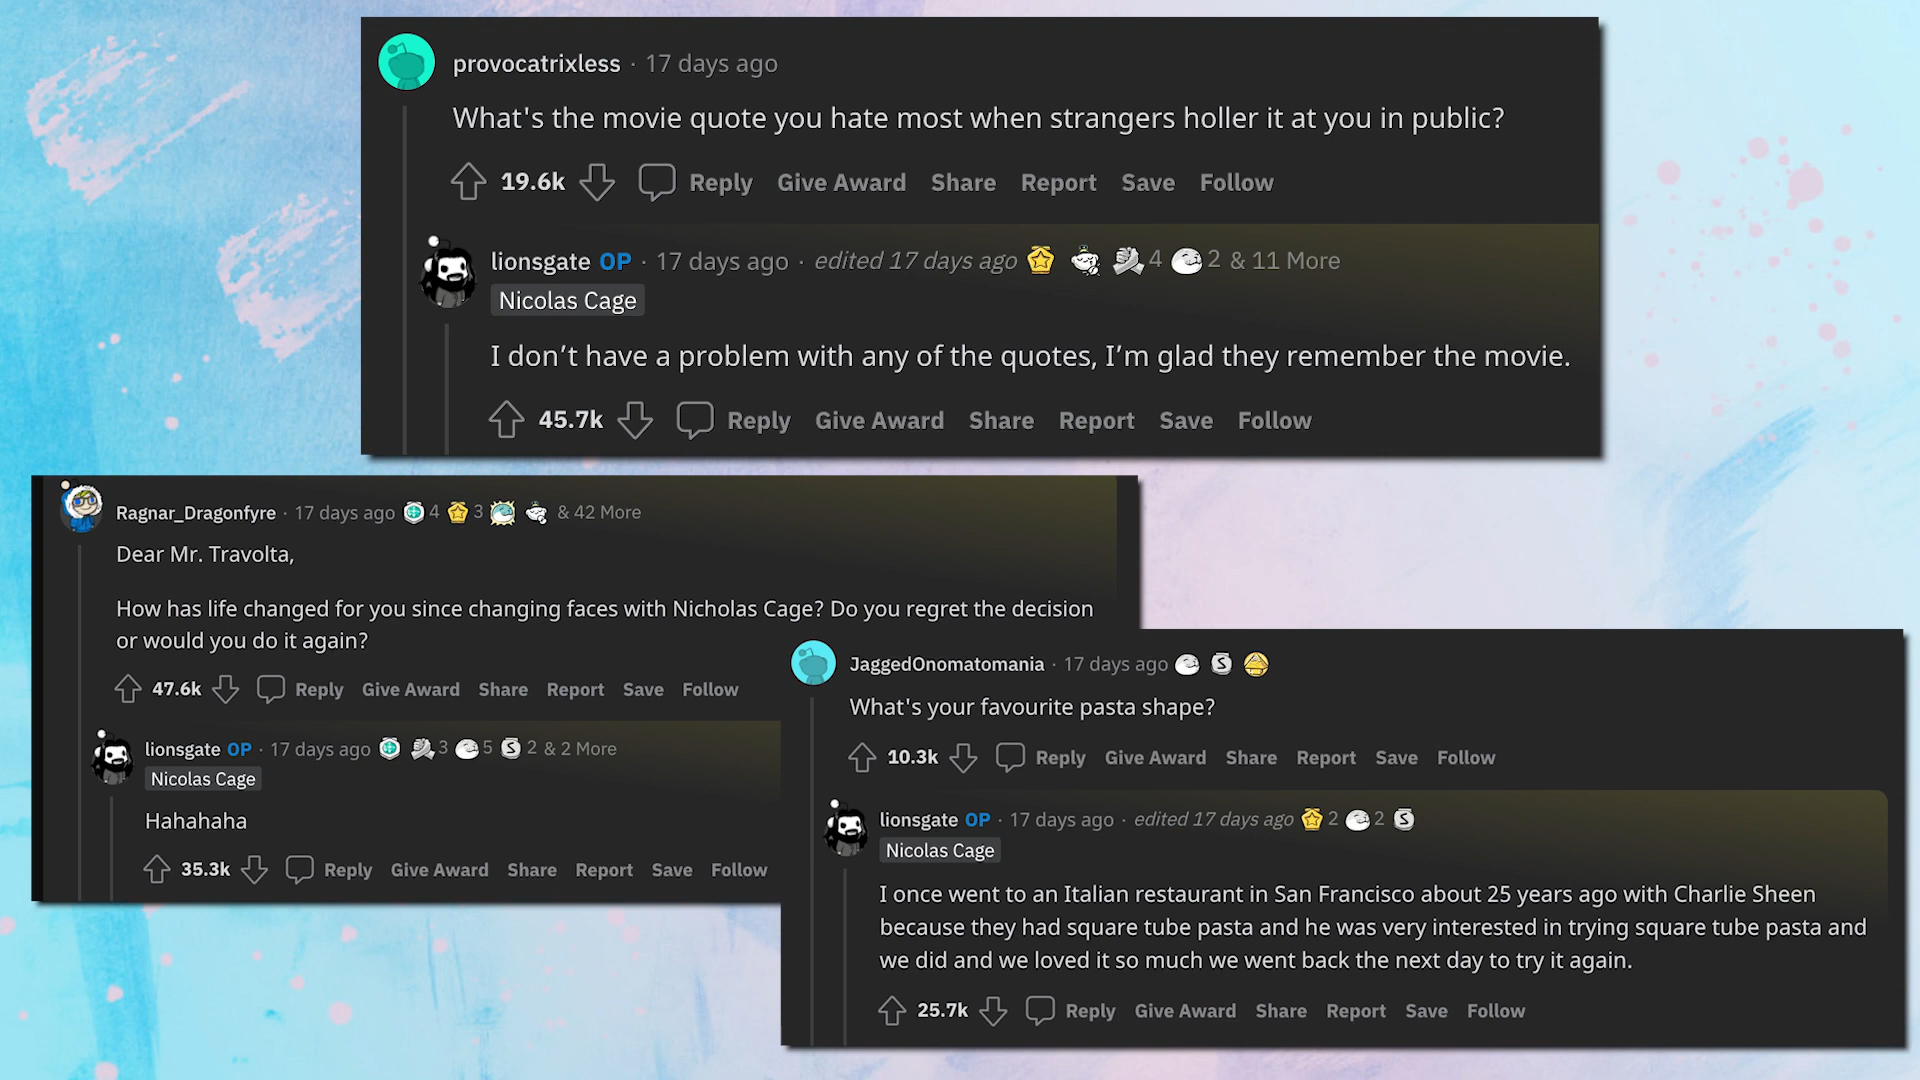 provocatrixless · 17 days ago
What's the movie quote you hate most when strangers holler it at you in public?
19.6k Reply Give Award Share Report Save Follow
lionsgate OP · 17 days ago · edited 17 days ago 4 2 & 11 More
Nicolas Cage
I don’t have a problem with any of the quotes, I’m glad they remember the movie.
45.7k Reply Give Award Share Report Save Follow
Ragnar_Dragonfyre · 17 days ago 4 3 & 42 More
Dear Mr. Travolta,
How has life changed for you since changing faces with Nicholas Cage? Do you regret the decision
or would you do it again?
47.6k Reply Give Award Share Report Save Follow
lionsgate OP · 17 days ago 3 5 S 2 & 2 More
Nicolas Cage
Hahahaha
35.3k Reply Give Award Share Report Save Follow
JaggedOnomatomania · 17 days ago S
What's your favourite pasta shape?
10.3k Reply Give Award Share Report Save Follow
lionsgate OP · 17 days ago · edited 17 days ago 2 2 S
Nicolas Cage
I once went to an Italian restaurant in San Francisco about 25 years ago with Charlie Sheen
because they had square tube pasta and he was very interested in trying square tube pasta and
we did and we loved it so much we went back the next day to try it again.
25.7k Reply Give Award Share Report Save Follow